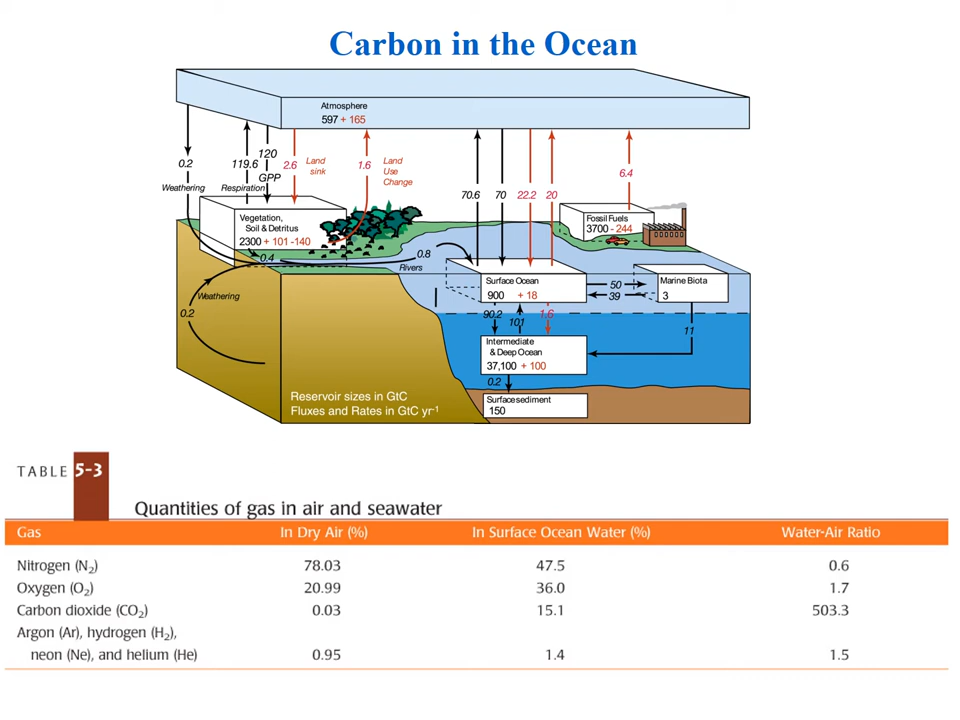 Carbon in the Ocean
Atmosphere
597 + 165
0.2
Weathering
119.6
Respiration
120
GPP
2.6
Land
sink
1.6
Land
Use
Change
70.6
70
22.2
20
6.4
Vegetation,
Soil & Detritus
2300 + 101 -140
0.4
0.8
Rivers
Fossil Fuels
3700 - 244
Surface Ocean
900 + 18
50
39
Marine Biota
3
Weathering
0.2
90.2
101
1.6
11
Intermediate
& Deep Ocean
37,100 + 100
0.2
Surface sediment
150
Reservoir sizes in GtC
Fluxes and Rates in GtC yr-1
TABLE 5-3
Quantities of gas in air and seawater
Gas In Dry Air (%) In Surface Ocean Water (%) Water-Air Ratio
Nitrogen (N2) 78.03 47.5 0.6
Oxygen (O2) 20.99 36.0 1.7
Carbon dioxide (CO2) 0.03 15.1 503.3
Argon (Ar), hydrogen (H2),
neon (Ne), and helium (He) 0.95 1.4 1.5